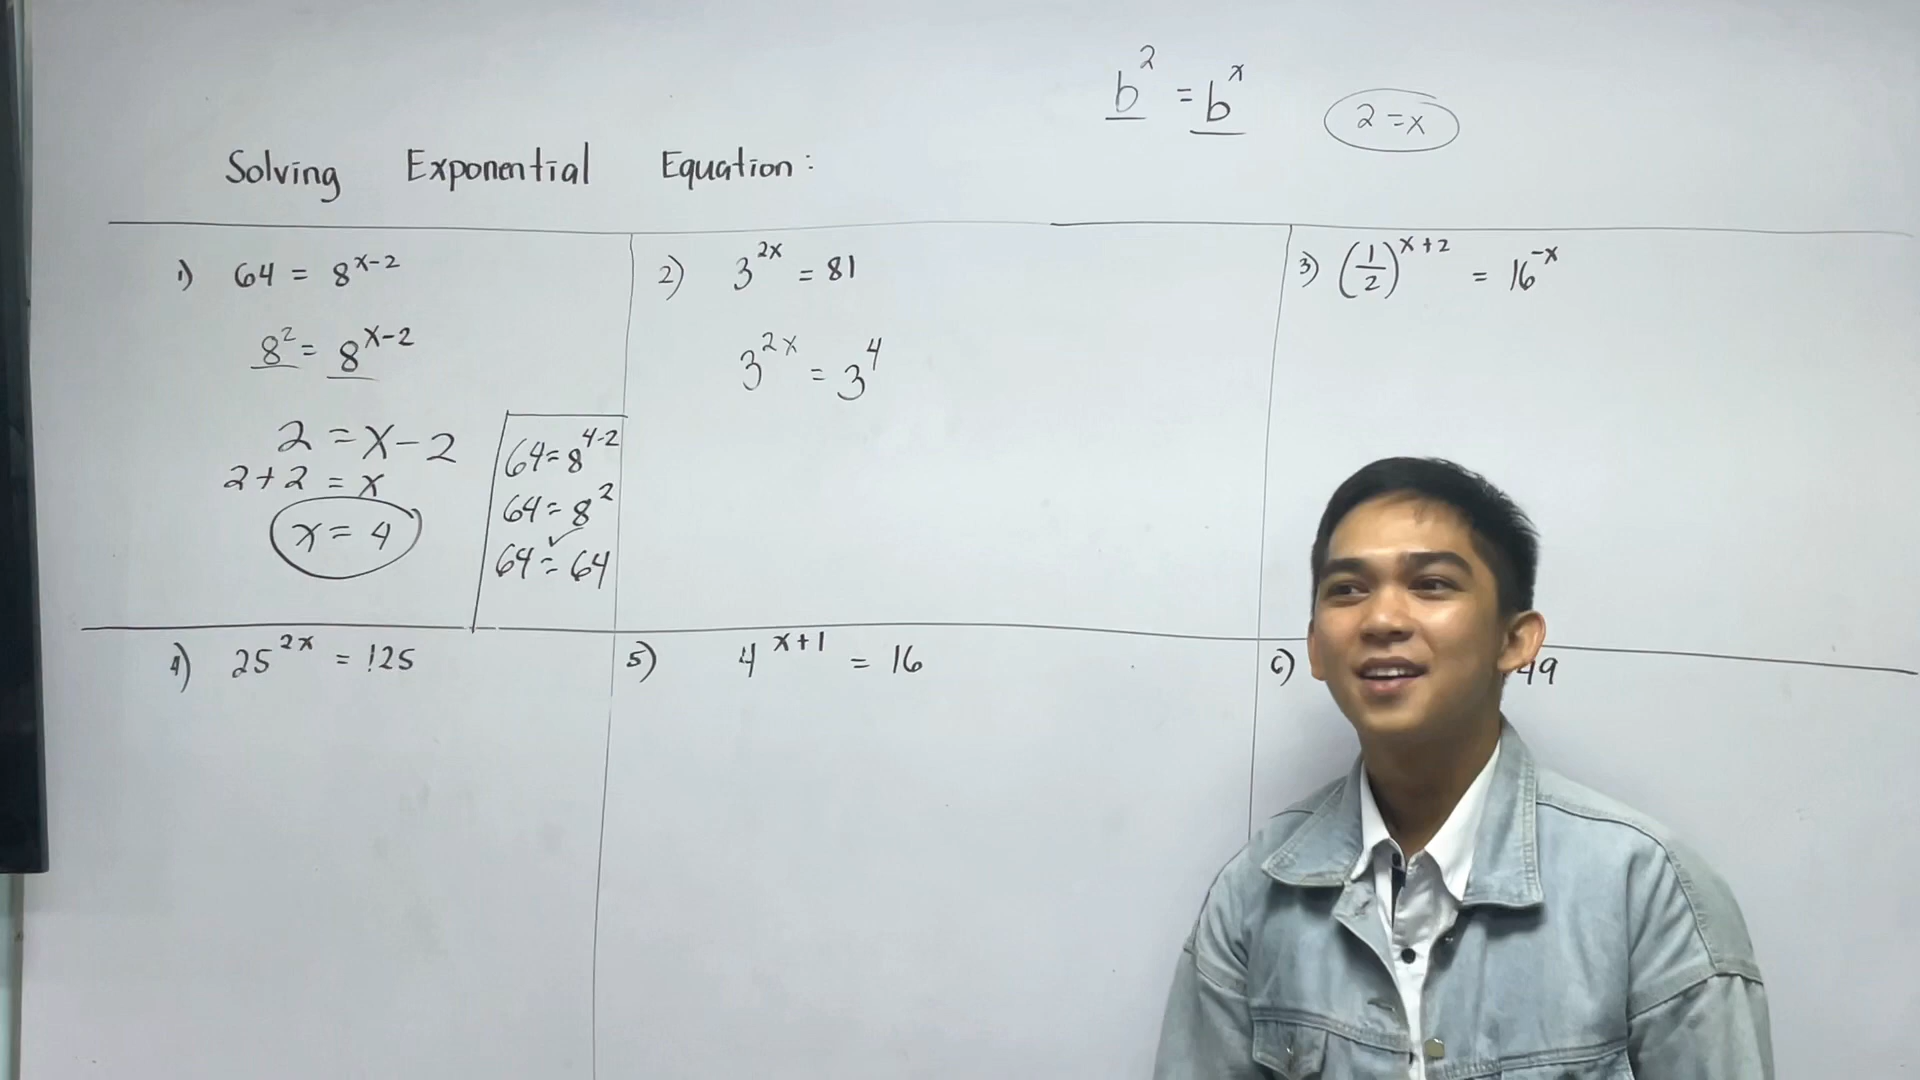 b² = bˣ
2 = x
Solving Exponential Equation:
1) 64 = 8^(x-2)
8² = 8^(x-2)
2 = x - 2
2 + 2 = x
x = 4
64 = 8^(4-2)
64 = 8²
✓
64 = 64
2) 3^(2x) = 81
3^(2x) = 3⁴
3) (1/2)^(x+2) = 16^(-x)
4) 25^(2x) = 125
5) 4^(x+1) = 16
6) 49